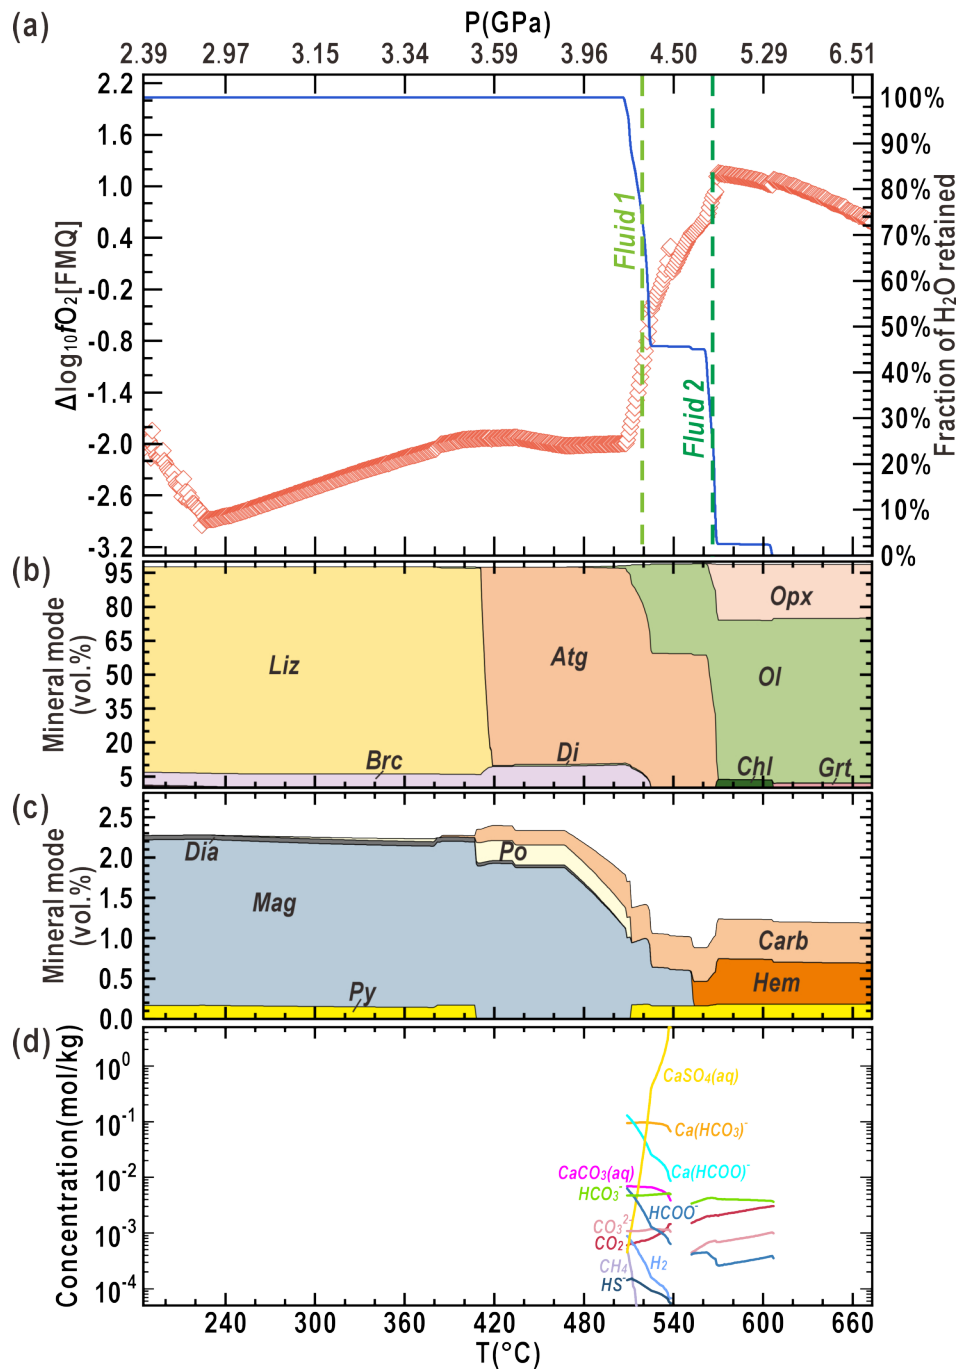 (a)
P(GPa)
2.39 2.97 3.15 3.34 3.59 3.96 4.50 5.29 6.51
2.2
1.6
1.0
0.4
-0.2
-0.8
-1.4
-2.0
-2.6
-3.2
Δlog₁₀fO₂[FMQ]
100%
90%
80%
70%
60%
50%
40%
30%
20%
10%
0%
Fraction of H₂O retained
Fluid 1
Fluid 2
(b)
95
80
65
50
35
20
5
Mineral mode
(vol.%)
Liz
Atg
Opx
Ol
Brc
Di
Chl
Grt
(c)
2.5
2.0
1.5
1.0
0.5
0.0
Mineral mode
(vol.%)
Dia
Po
Mag
Carb
Hem
Py
(d)
10⁰
10⁻¹
10⁻²
10⁻³
10⁻⁴
Concentration(mol/kg)
CaSO₄(aq)
Ca(HCO₃)⁻
Ca(HCOO)⁻
CaCO₃(aq)
HCO₃⁻
HCOO⁻
CO₃²⁻
CO₂
CH₄
H₂
HS⁻
240 300 360 420 480 540 600 660
T(°C)